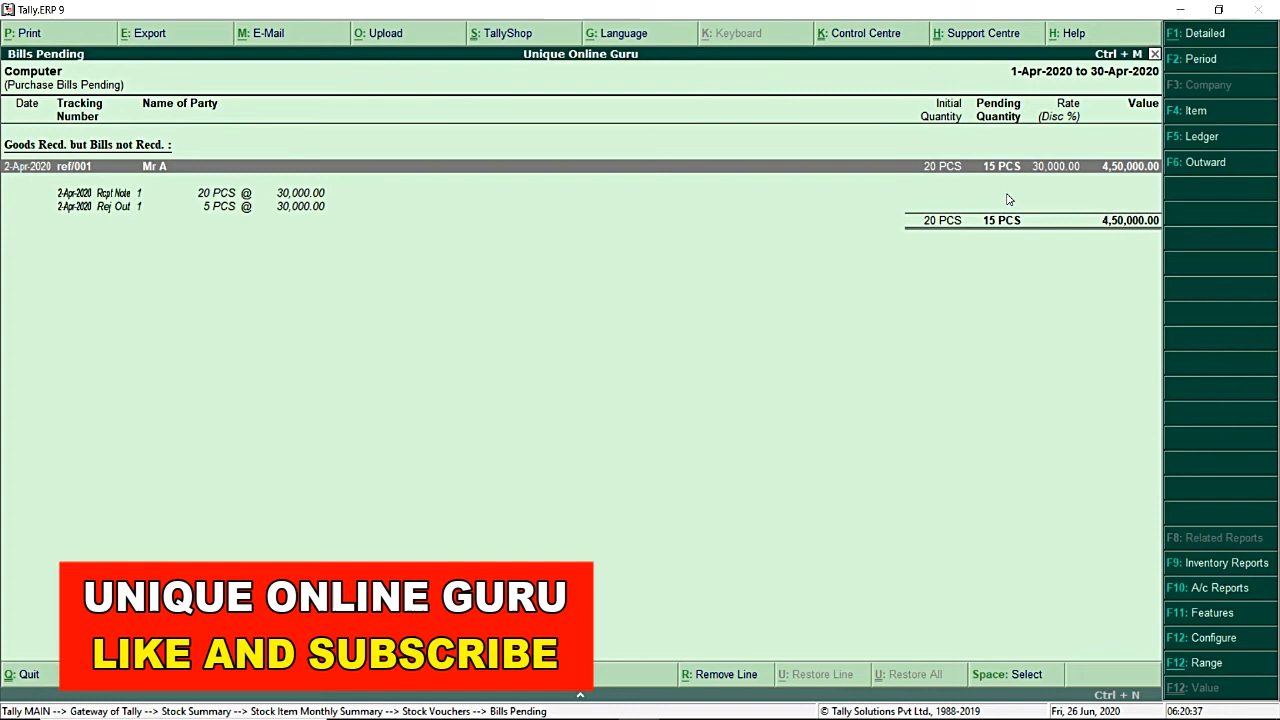 Tally.ERP 9
P: Print E: Export M: E-Mail O: Upload S: TallyShop G: Language K: Keyboard K: Control Centre H: Support Centre H: Help
Bills Pending Unique Online Guru Ctrl + M
Computer
(Purchase Bills Pending)
1-Apr-2020 to 30-Apr-2020
Date Tracking Number Name of Party Initial Quantity Pending Quantity Rate (Disc %) Value
Goods Recd. but Bills not Recd. :
2-Apr-2020 ref/001 Mr A 20 PCS 15 PCS 30,000.00 4,50,000.00
2-Apr-2020 Rcpt Note 1 20 PCS @ 30,000.00
2-Apr-2020 Rej Out 1 5 PCS @ 30,000.00
20 PCS 15 PCS 4,50,000.00
F1: Detailed
F2: Period
F3: Company
F4: Item
F5: Ledger
F6: Outward
F8: Related Reports
F9: Inventory Reports
F10: A/c Reports
F11: Features
F12: Configure
F12: Range
F12: Value
UNIQUE ONLINE GURU
LIKE AND SUBSCRIBE
Q: Quit R: Remove Line U: Restore Line U: Restore All Space: Select
Ctrl + N
Tally MAIN --> Gateway of Tally --> Stock Summary --> Stock Item Monthly Summary --> Stock Vouchers --> Bills Pending © Tally Solutions Pvt Ltd., 1988-2019 Fri, 26 Jun, 2020 06:20:37